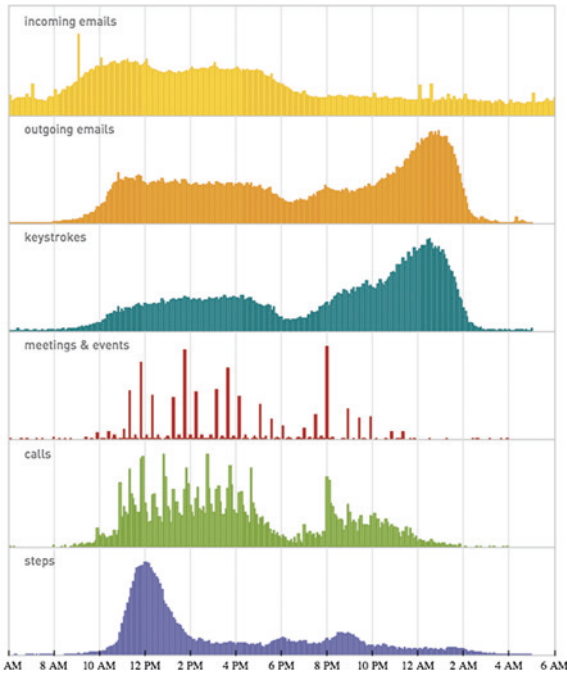 incoming emails
outgoing emails
keystrokes
meetings & events
calls
steps
AM 8 AM 10 AM 12 PM 2 PM 4 PM 6 PM 8 PM 10 PM 12 AM 2 AM 4 AM 6 AM